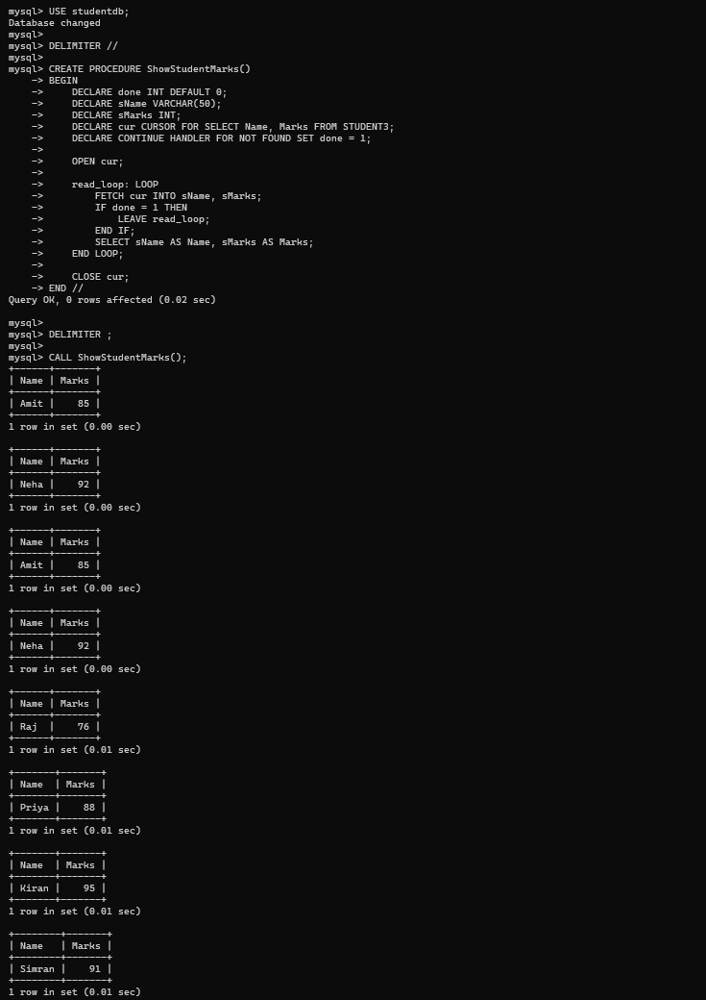 mysql> USE studentdb;
Database changed
mysql>
mysql> DELIMITER //
mysql>
mysql> CREATE PROCEDURE ShowStudentMarks()
    -> BEGIN
    ->     DECLARE done INT DEFAULT 0;
    ->     DECLARE sName VARCHAR(50);
    ->     DECLARE sMarks INT;
    ->     DECLARE cur CURSOR FOR SELECT Name, Marks FROM STUDENT3;
    ->     DECLARE CONTINUE HANDLER FOR NOT FOUND SET done = 1;
    ->
    ->     OPEN cur;
    ->
    ->     read_loop: LOOP
    ->         FETCH cur INTO sName, sMarks;
    ->         IF done = 1 THEN
    ->             LEAVE read_loop;
    ->         END IF;
    ->         SELECT sName AS Name, sMarks AS Marks;
    ->     END LOOP;
    ->
    ->     CLOSE cur;
    -> END //
Query OK, 0 rows affected (0.02 sec)

mysql>
mysql> DELIMITER ;
mysql>
mysql> CALL ShowStudentMarks();
+------+-------+
| Name | Marks |
+------+-------+
| Amit |    85 |
+------+-------+
1 row in set (0.00 sec)

+------+-------+
| Name | Marks |
+------+-------+
| Neha |    92 |
+------+-------+
1 row in set (0.00 sec)

+------+-------+
| Name | Marks |
+------+-------+
| Amit |    85 |
+------+-------+
1 row in set (0.00 sec)

+------+-------+
| Name | Marks |
+------+-------+
| Neha |    92 |
+------+-------+
1 row in set (0.00 sec)

+------+-------+
| Name | Marks |
+------+-------+
| Raj  |    76 |
+------+-------+
1 row in set (0.01 sec)

+-------+-------+
| Name  | Marks |
+-------+-------+
| Priya |    88 |
+-------+-------+
1 row in set (0.01 sec)

+-------+-------+
| Name  | Marks |
+-------+-------+
| Kiran |    95 |
+-------+-------+
1 row in set (0.01 sec)

+--------+-------+
| Name   | Marks |
+--------+-------+
| Simran |    91 |
+--------+-------+
1 row in set (0.01 sec)